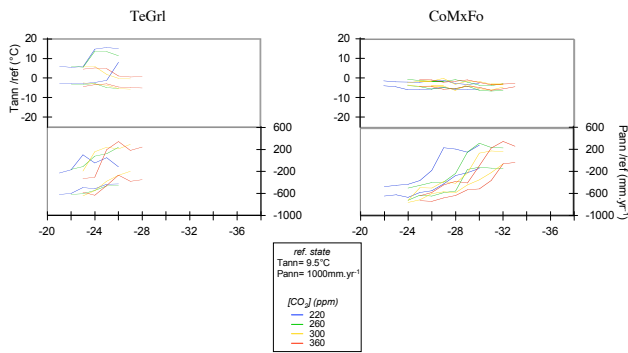 TeGrl
CoMxFo
Tann /ref (°C)
20
10
0
-10
-20
20
10
0
-10
-20
600
200
-200
-600
-1000
600
200
-200
-600
-1000
Pann /ref (mm.yr-1)
-20 -24 -28 -32 -36
-20 -24 -28 -32 -36
ref. state
Tann= 9.5°C
Pann= 1000mm.yr-1
[CO2] (ppm)
220
260
300
360